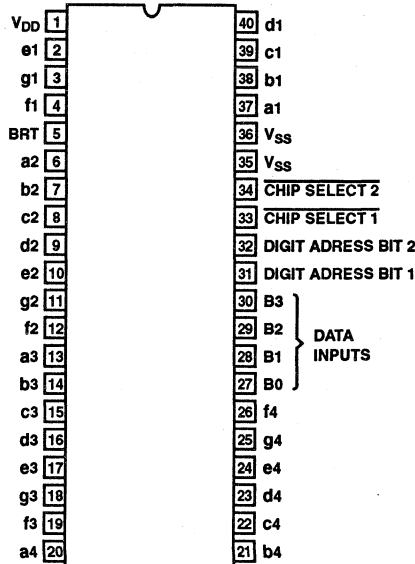 VDD 1 40 d1
e1 2 39 c1
g1 3 38 b1
f1 4 37 a1
BRT 5 36 VSS
a2 6 35 VSS
b2 7 34 CHIP SELECT 2
c2 8 33 CHIP SELECT 1
d2 9 32 DIGIT ADRESS BIT 2
e2 10 31 DIGIT ADRESS BIT 1
g2 11 30 B3
f2 12 29 B2
DATA
a3 13 28 B1
INPUTS
b3 14 27 B0
c3 15 26 f4
d3 16 25 g4
e3 17 24 e4
g3 18 23 d4
f3 19 22 c4
a4 20 21 b4